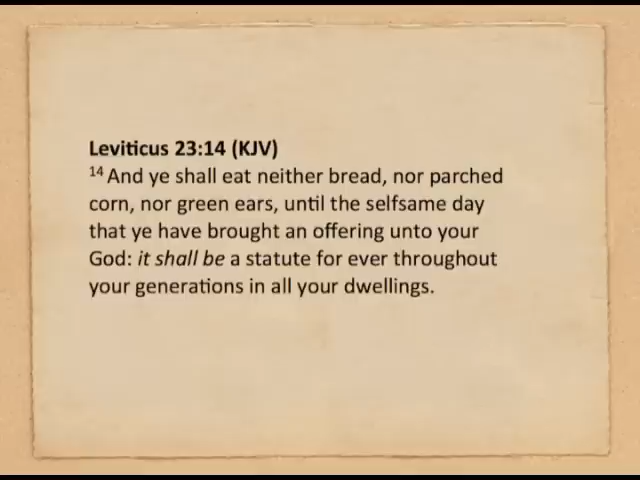 Leviticus 23:14 (KJV)
14 And ye shall eat neither bread, nor parched
corn, nor green ears, until the selfsame day
that ye have brought an offering unto your
God: it shall be a statute for ever throughout
your generations in all your dwellings.